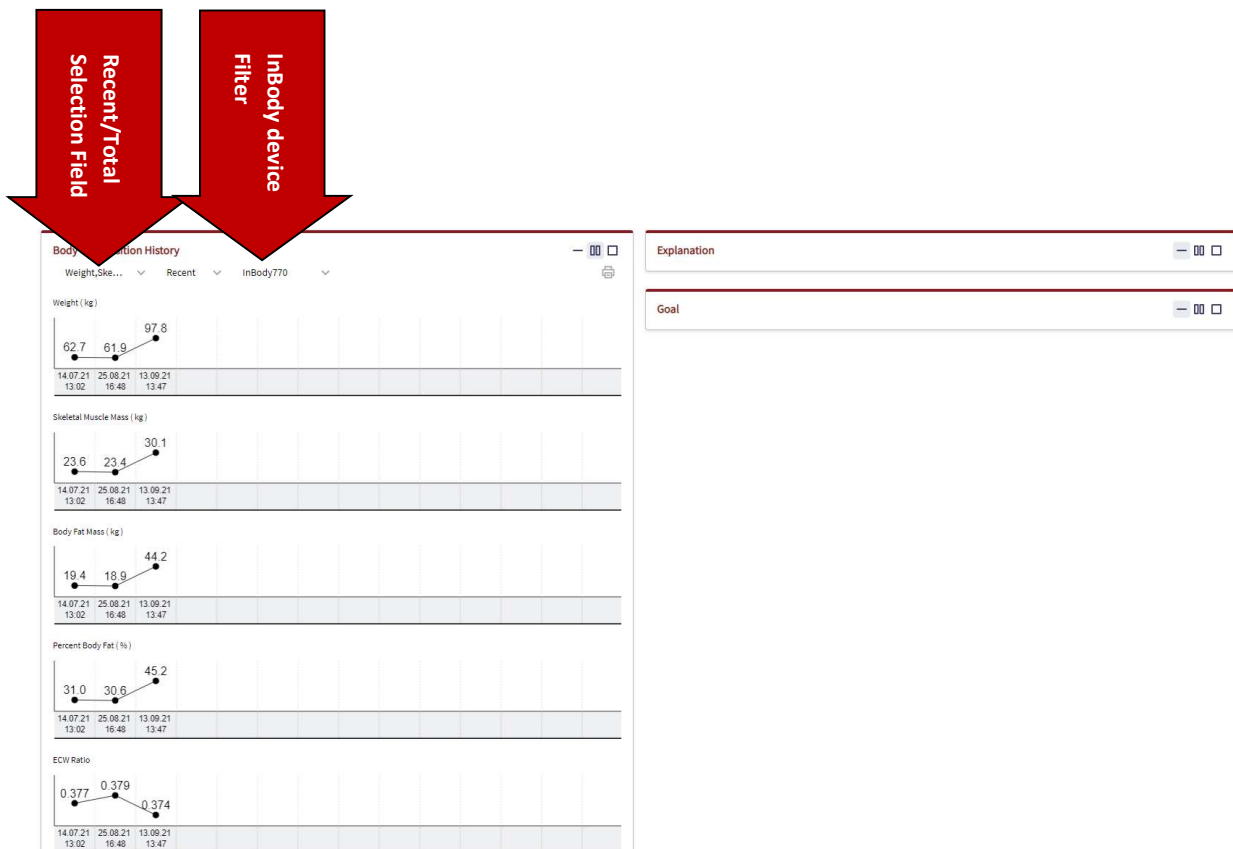 Recent/Total
Selection Field
InBody device
Filter
Body tion History
Weight,Ske... Recent InBody770
Weight ( kg )
62.7 61.9 97.8
14.07.21 25.08.21 13.09.21
13:02 16:48 13:47
Skeletal Muscle Mass ( kg )
23.6 23.4 30.1
14.07.21 25.08.21 13.09.21
13:02 16:48 13:47
Body Fat Mass ( kg )
19.4 18.9 44.2
14.07.21 25.08.21 13.09.21
13:02 16:48 13:47
Percent Body Fat ( % )
31.0 30.6 45.2
14.07.21 25.08.21 13.09.21
13:02 16:48 13:47
ECW Ratio
0.377 0.379 0.374
14.07.21 25.08.21 13.09.21
13:02 16:48 13:47
Explanation
Goal